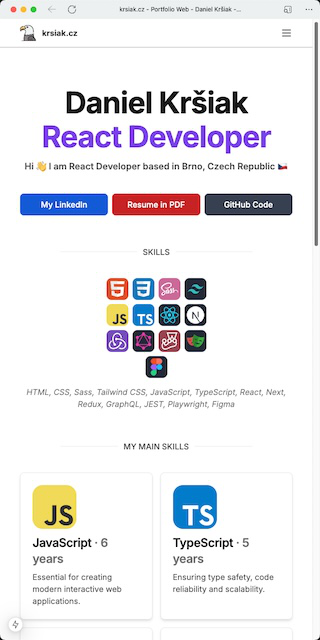 krsiak.cz - Portfolio Web - Daniel Kršiak -...
krsiak.cz
Daniel Kršiak
React Developer
Hi 👋 I am React Developer based in Brno, Czech Republic 🇨🇿
My LinkedIn
Resume in PDF
GitHub Code
SKILLS
5 3 Sass
JS TS N
HTML, CSS, Sass, Tailwind CSS, JavaScript, TypeScript, React, Next,
Redux, GraphQL, JEST, Playwright, Figma
MY MAIN SKILLS
JS
JavaScript · 6
years
Essential for creating
modern interactive web
applications.
TS
TypeScript · 5
years
Ensuring type safety, code
reliability and scalability.